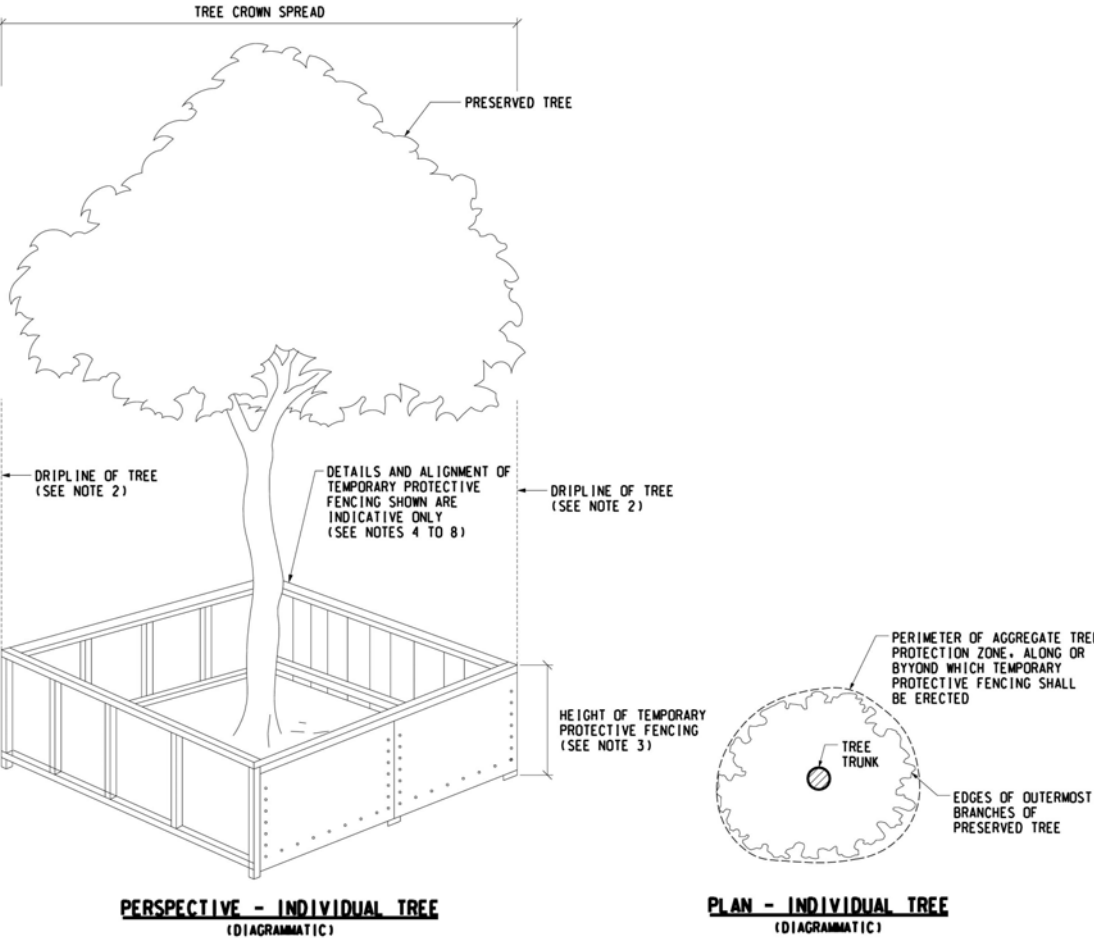 TREE CROWN SPREAD
PRESERVED TREE
DRIPLINE OF TREE
(SEE NOTE 2)
DETAILS AND ALIGNMENT OF
TEMPORARY PROTECTIVE
FENCING SHOWN ARE
INDICATIVE ONLY
(SEE NOTES 4 TO 8)
DRIPLINE OF TREE
(SEE NOTE 2)
HEIGHT OF TEMPORARY
PROTECTIVE FENCING
(SEE NOTE 3)
PERSPECTIVE - INDIVIDUAL TREE
(DIAGRAMMATIC)
PERIMETER OF AGGREGATE TREE
PROTECTION ZONE, ALONG OR
BYYOND WHICH TEMPORARY
PROTECTIVE FENCING SHALL
BE ERECTED
TREE
TRUNK
EDGES OF OUTERMOST
BRANCHES OF
PRESERVED TREE
PLAN - INDIVIDUAL TREE
(DIAGRAMMATIC)